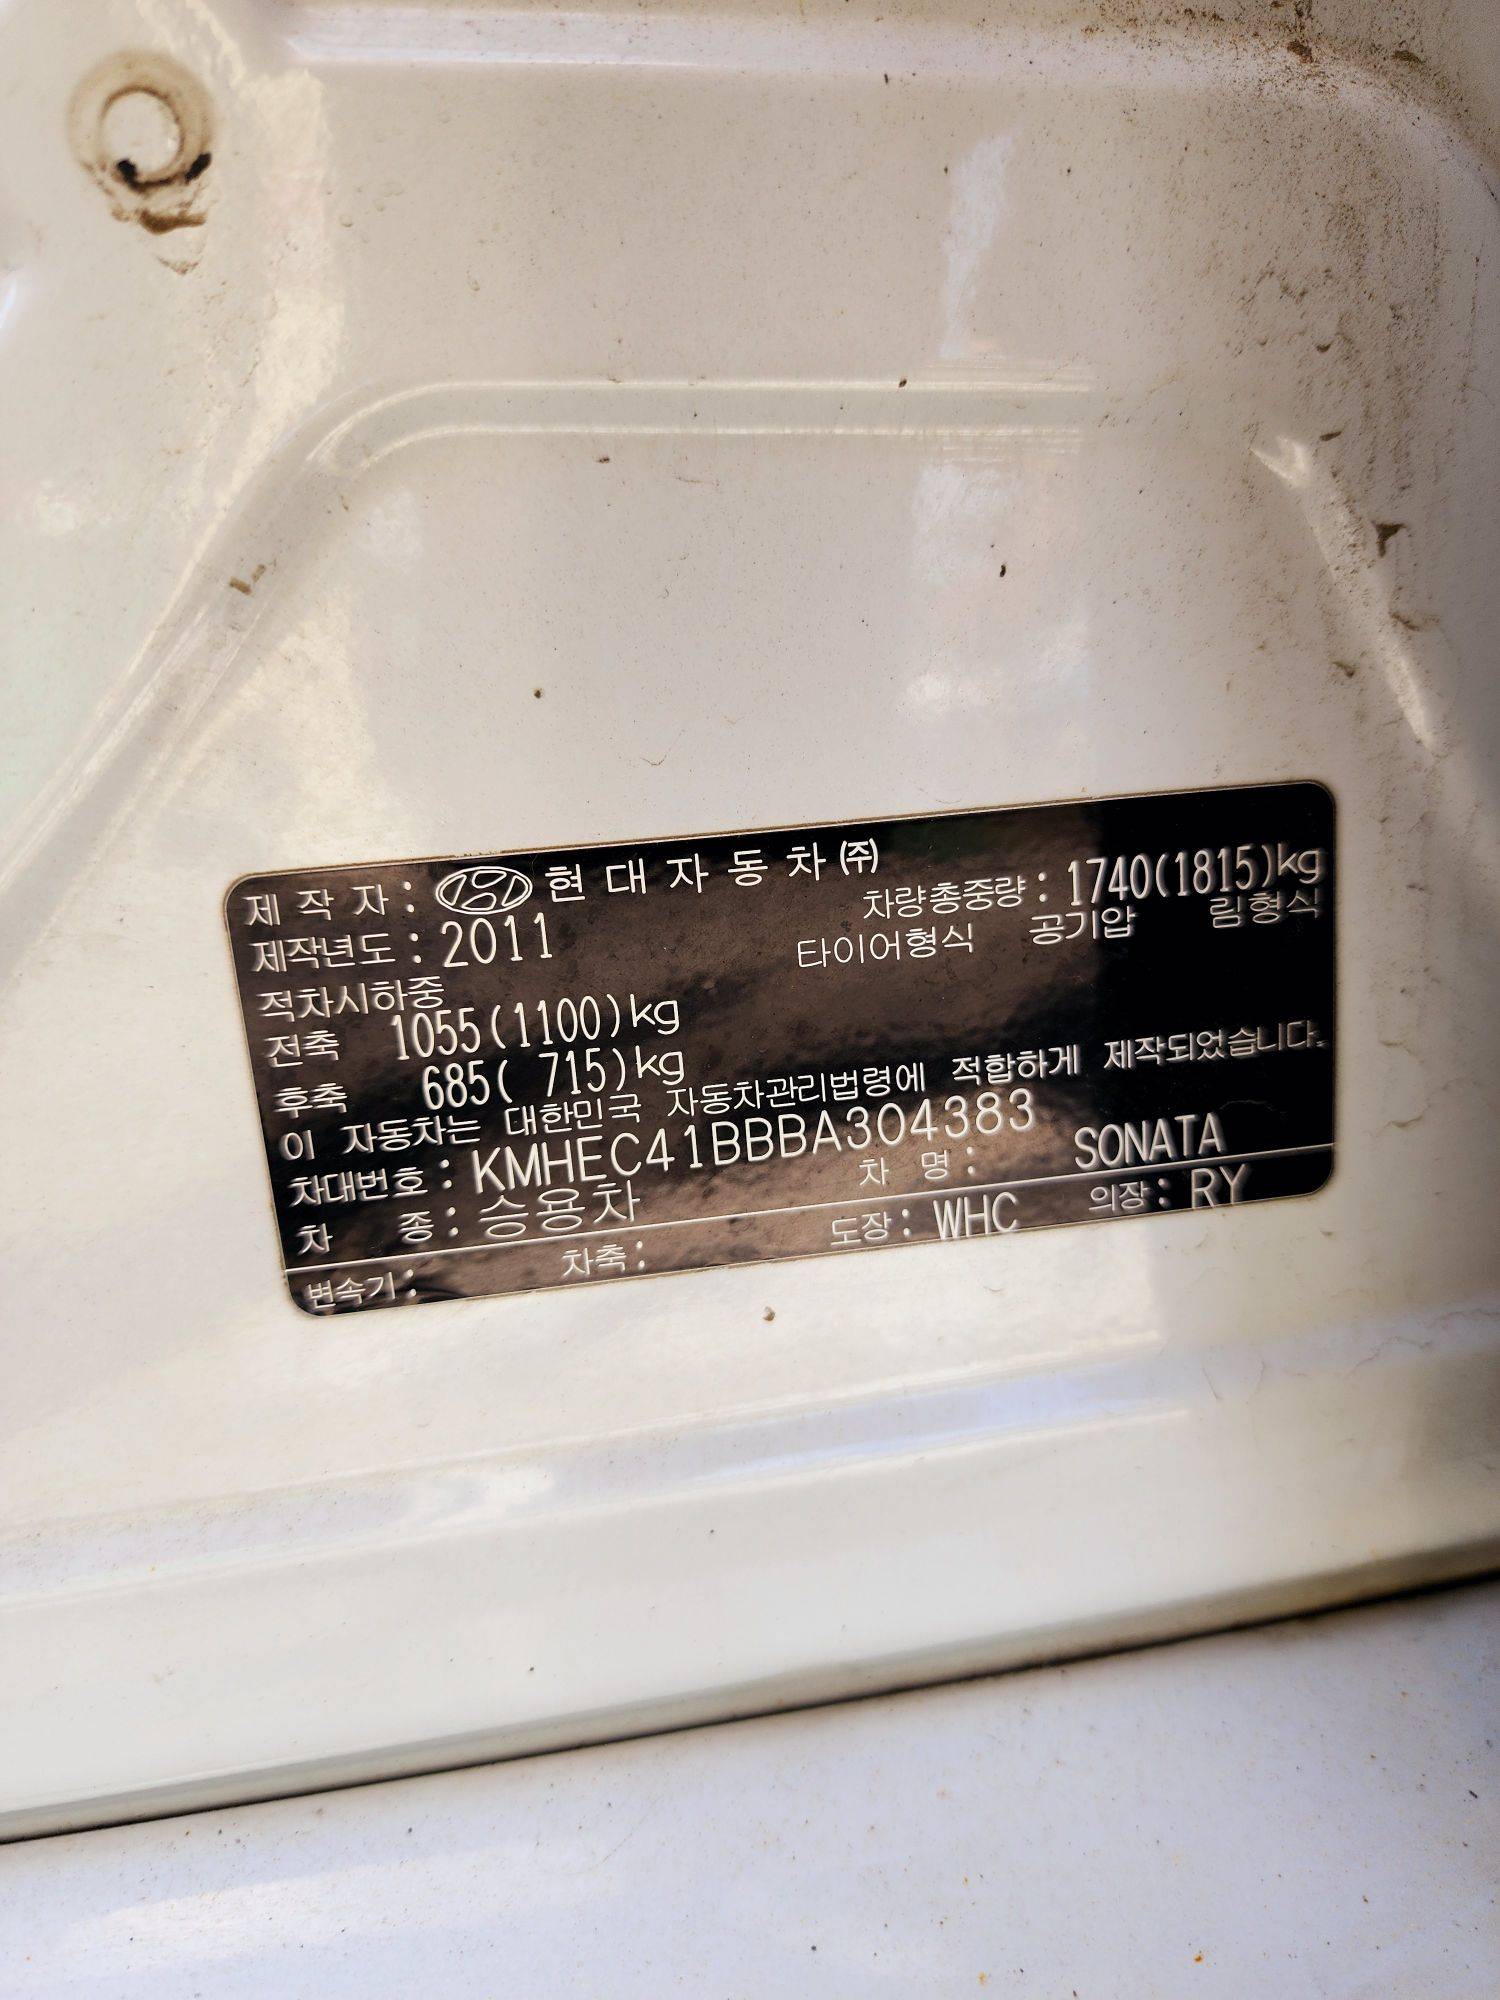 제 작 자 : 현 대 자 동 차 ㈜
차량총중량 : 1740(1815)kg
제작년도 : 2011
타이어형식 공기압 림형식
적차시하중
전축 1055(1100)kg
후축 685( 715)kg
이 자동차는 대한민국 자동차관리법령에 적합하게 제작되었습니다.
차대번호 : KMHEC41BBBA304383
차 종 : 승용차 차 명 : SONATA
변속기 : 차축 : 도장 : WHC 의장 : RY